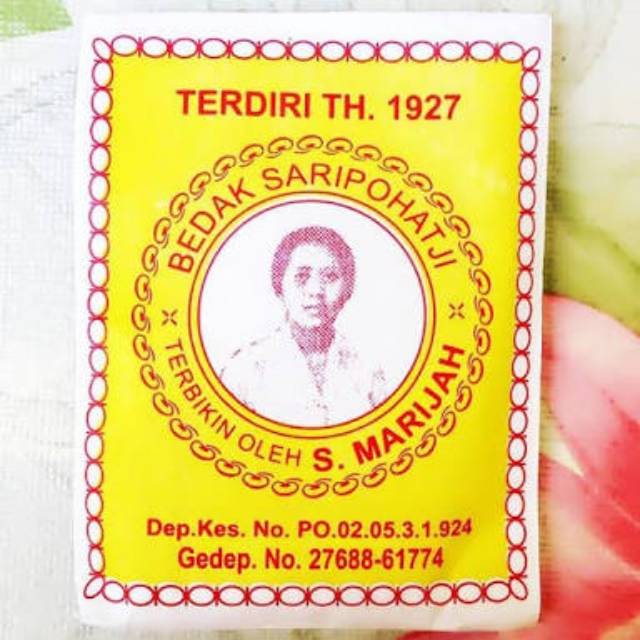 TERDIRI TH. 1927
BEDAK SARIPOHATJI
TERBIKIN OLEH S. MARIJAH
Dep.Kes. No. PO.02.05.3.1.924
Gedep. No. 27688-61774